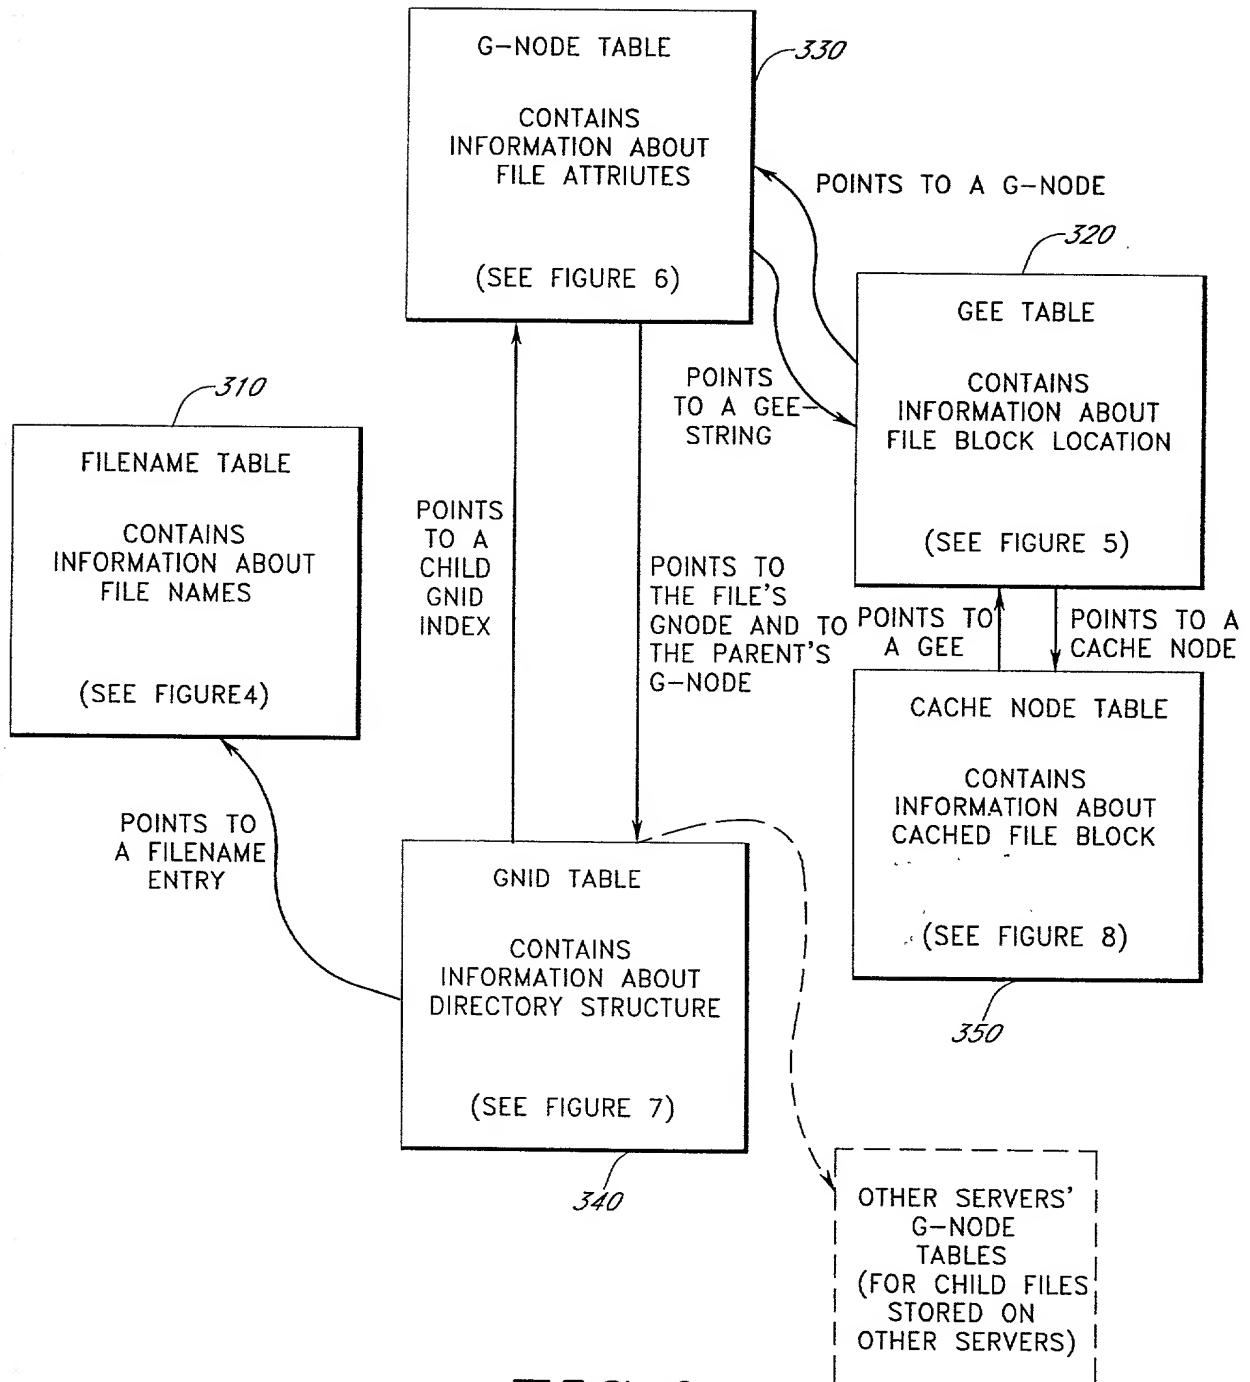 G-NODE TABLE
CONTAINS
INFORMATION ABOUT
FILE ATTRIUTES
(SEE FIGURE 6)
330
POINTS TO A G-NODE
320
GEE TABLE
CONTAINS
INFORMATION ABOUT
FILE BLOCK LOCATION
(SEE FIGURE 5)
POINTS
TO A GEE-
STRING
310
FILENAME TABLE
CONTAINS
INFORMATION ABOUT
FILE NAMES
(SEE FIGURE4)
POINTS
TO A
CHILD
GNID
INDEX
POINTS TO
THE FILE'S
GNODE AND TO
THE PARENT'S
G-NODE
POINTS TO
A GEE
POINTS TO A
CACHE NODE
CACHE NODE TABLE
CONTAINS
INFORMATION ABOUT
CACHED FILE BLOCK
(SEE FIGURE 8)
350
POINTS TO
A FILENAME
ENTRY
GNID TABLE
CONTAINS
INFORMATION ABOUT
DIRECTORY STRUCTURE
(SEE FIGURE 7)
340
OTHER SERVERS'
G-NODE
TABLES
(FOR CHILD FILES
STORED ON
OTHER SERVERS)